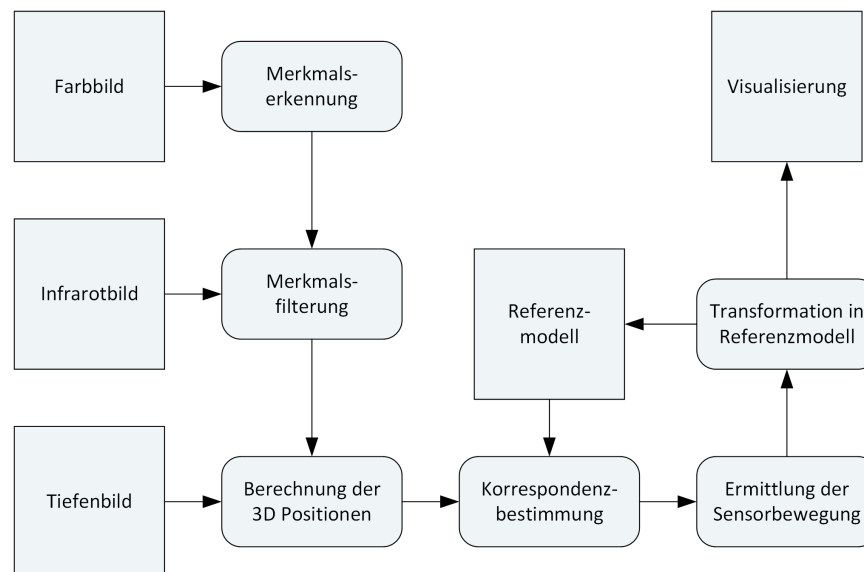 Farbbild
Merkmals-
erkennung
Visualisierung
Infrarotbild
Merkmals-
filterung
Referenz-
modell
Transformation in
Referenzmodell
Tiefenbild
Berechnung der
3D Positionen
Korrespondenz-
bestimmung
Ermittlung der
Sensorbewegung